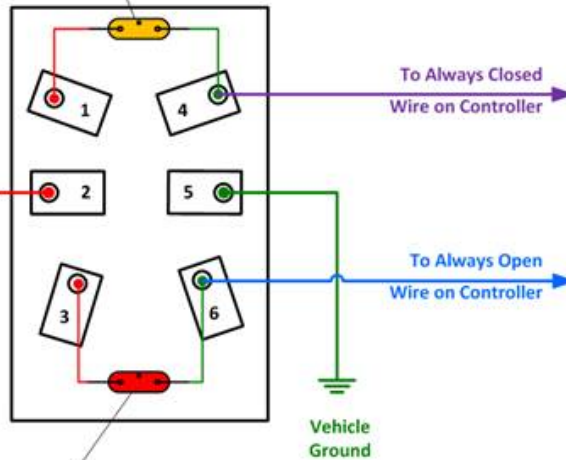 To Always Closed
Wire on Controller
1
4
2
5
To Always Open
Wire on Controller
3
6
Vehicle
Ground